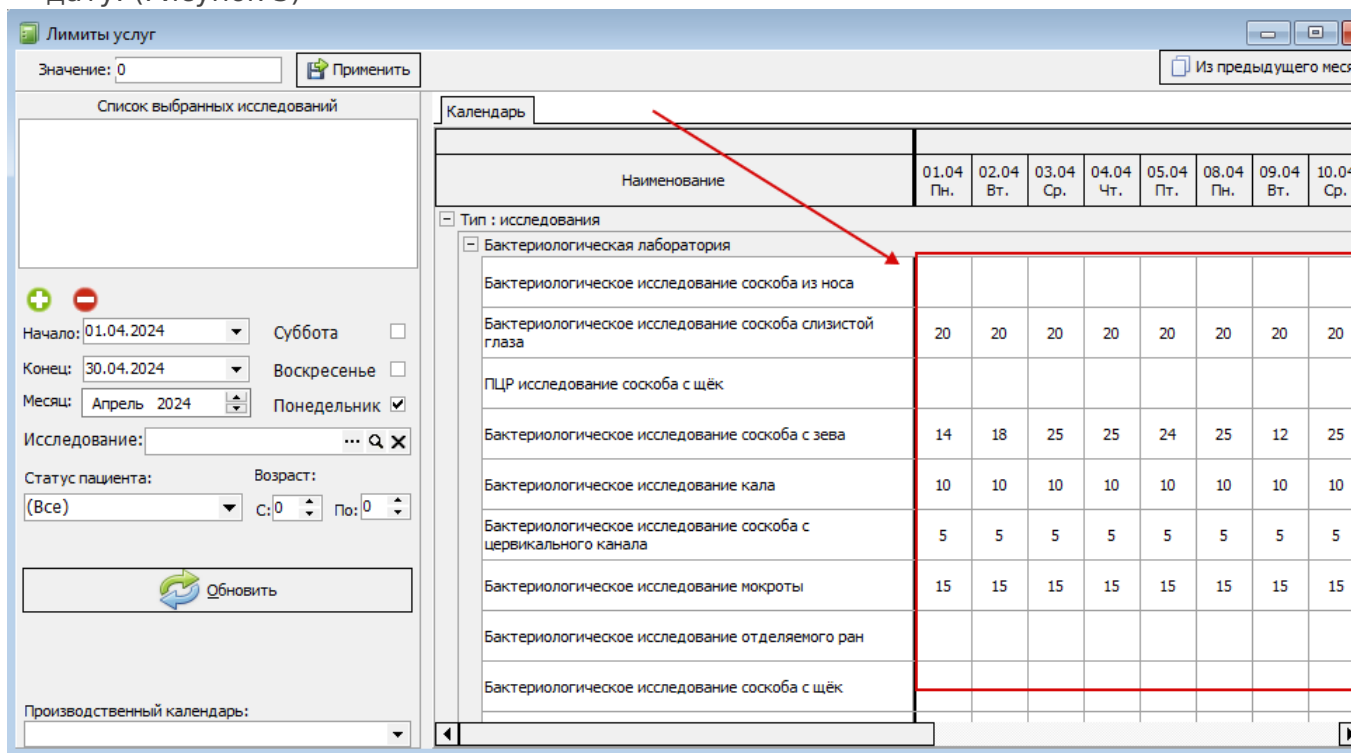 Лимиты услуг
Значение: 0 Применить Из предыдущего меся
Список выбранных исследований
Календарь
Наименование 01.04 Пн. 02.04 Вт. 03.04 Ср. 04.04 Чт. 05.04 Пт. 08.04 Пн. 09.04 Вт. 10.04 Ср.
Тип : исследования
Бактериологическая лаборатория
Бактериологическое исследование соскоба из носа
Бактериологическое исследование соскоба слизистой
глаза
20 20 20 20 20 20 20 20
ПЦР исследование соскоба с щёк
Бактериологическое исследование соскоба с зева 14 18 25 25 24 25 12 25
Бактериологическое исследование кала 10 10 10 10 10 10 10 10
Бактериологическое исследование соскоба с
цервикального канала
5 5 5 5 5 5 5 5
Бактериологическое исследование мокроты 15 15 15 15 15 15 15 15
Бактериологическое исследование отделяемого ран
Бактериологическое исследование соскоба с щёк
Начало: 01.04.2024 Суббота
Конец: 30.04.2024 Воскресенье
Месяц: Апрель 2024 Понедельник
Исследование: ...
Статус пациента: Возраст:
(Все) С: 0 По: 0
Обновить
Производственный календарь: